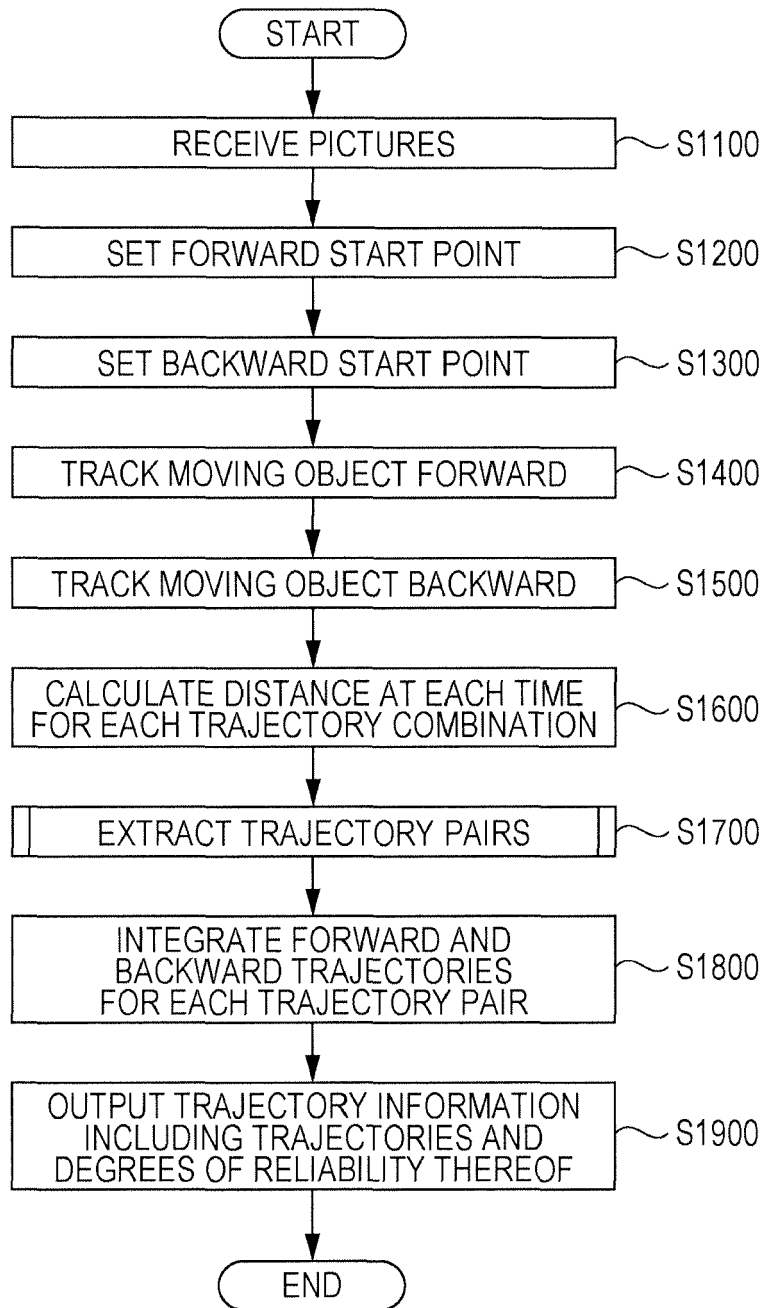 START
RECEIVE PICTURES
S1100
SET FORWARD START POINT
S1200
SET BACKWARD START POINT
S1300
TRACK MOVING OBJECT FORWARD
S1400
TRACK MOVING OBJECT BACKWARD
S1500
CALCULATE DISTANCE AT EACH TIME
FOR EACH TRAJECTORY COMBINATION
S1600
EXTRACT TRAJECTORY PAIRS
S1700
INTEGRATE FORWARD AND
BACKWARD TRAJECTORIES
FOR EACH TRAJECTORY PAIR
S1800
OUTPUT TRAJECTORY INFORMATION
INCLUDING TRAJECTORIES AND
DEGREES OF RELIABILITY THEREOF
S1900
END